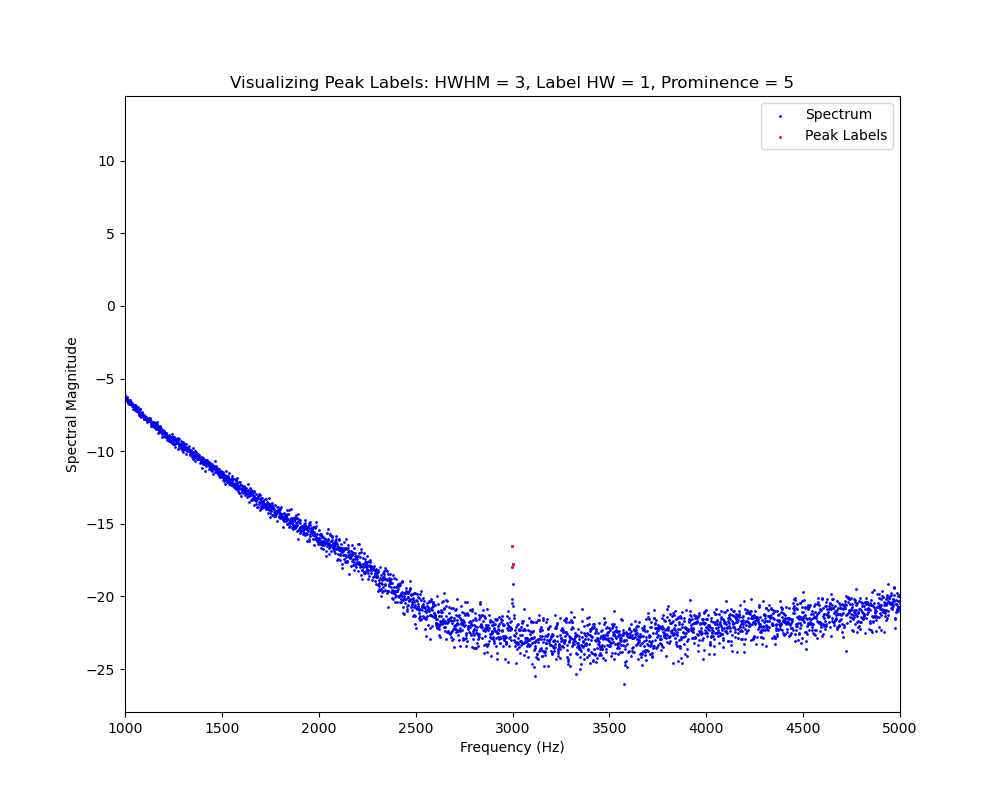 Visualizing Peak Labels: HWHM = 3, Label HW = 1, Prominence = 5
Spectrum
Peak Labels
10
5
0
−5
−10
−15
−20
−25
Spectral Magnitude
1000 1500 2000 2500 3000 3500 4000 4500 5000
Frequency (Hz)